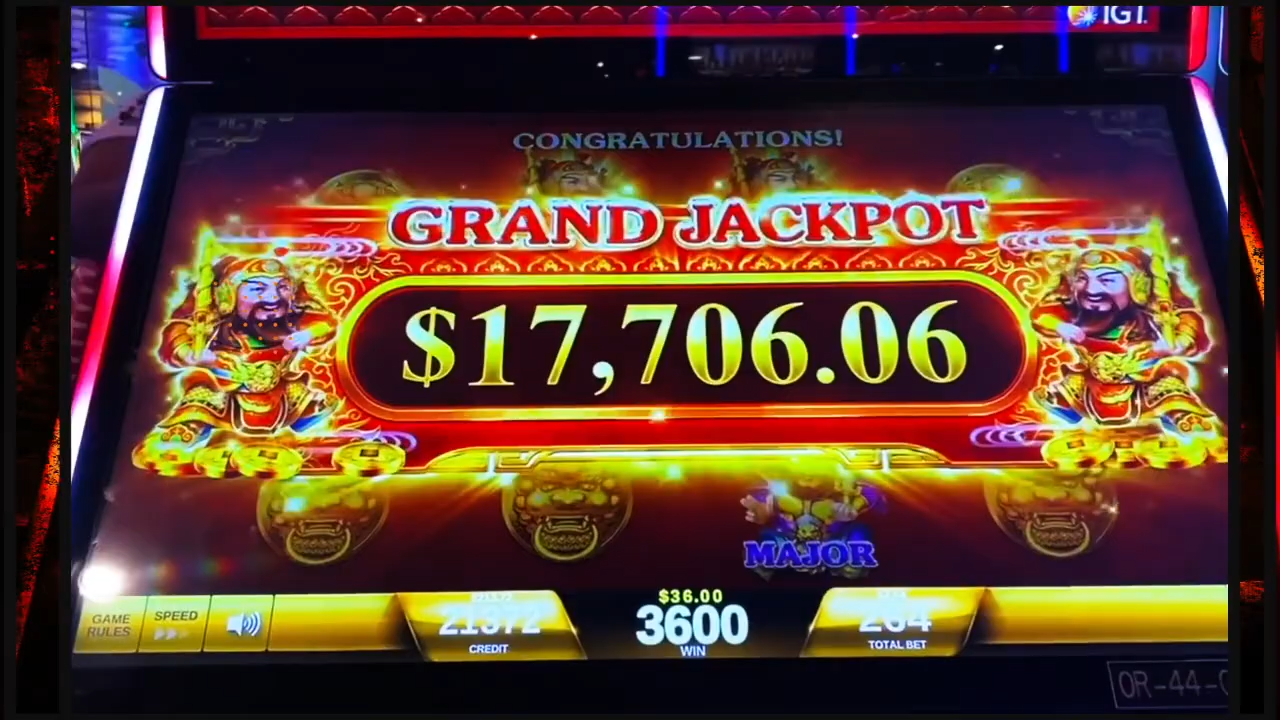 IGT
CONGRATULATIONS!
GRAND JACKPOT
$17,706.06
MAJOR
GAME
RULES
SPEED
21372
CREDIT
$36.00
3600
WIN
264
TOTAL BET
OR-44-